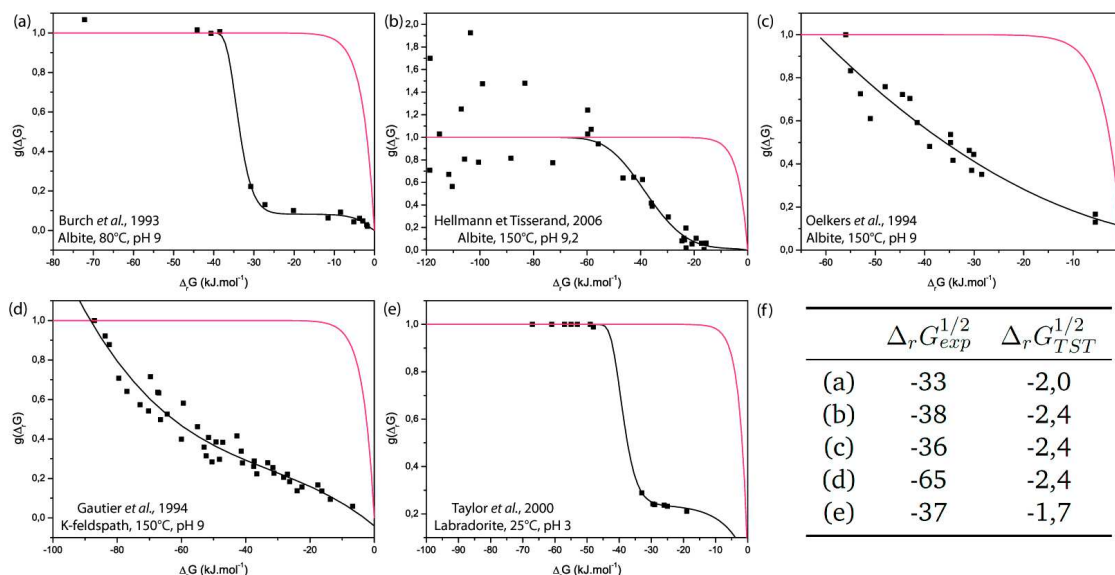 (a)
g(ΔrG)
1,0
0,8
0,6
0,4
0,2
0,0
Burch et al., 1993
Albite, 80°C, pH 9
-80 -70 -60 -50 -40 -30 -20 -10 0
ΔrG (kJ.mol-1)
(b)
g(ΔrG)
2,0
1,8
1,6
1,4
1,2
1,0
0,8
0,6
0,4
0,2
0,0
Hellmann et Tisserand, 2006
Albite, 150°C, pH 9,2
-120 -100 -80 -60 -40 -20 0
ΔrG (kJ.mol-1)
(c)
g(ΔrG)
1,0
0,8
0,6
0,4
0,2
0,0
Oelkers et al. 1994
Albite, 150°C, pH 9
-60 -50 -40 -30 -20 -10 0
ΔrG (kJ.mol-1)
(d)
g(ΔrG)
1,0
0,8
0,6
0,4
0,2
0,0
Gautier et al., 1994
K-feldspath, 150°C, pH 9
-100 -80 -60 -40 -20 0
ΔrG (kJ.mol-1)
(e)
g(ΔrG)
1,0
0,8
0,6
0,4
0,2
Taylor et al., 2000
Labradorite, 25°C, pH 3
-100 -90 -80 -70 -60 -50 -40 -30 -20 -10 0
ΔrG (kJ.mol-1)
(f)
ΔrG1/2exp ΔrG1/2TST
(a) -33 -2,0
(b) -38 -2,4
(c) -36 -2,4
(d) -65 -2,4
(e) -37 -1,7